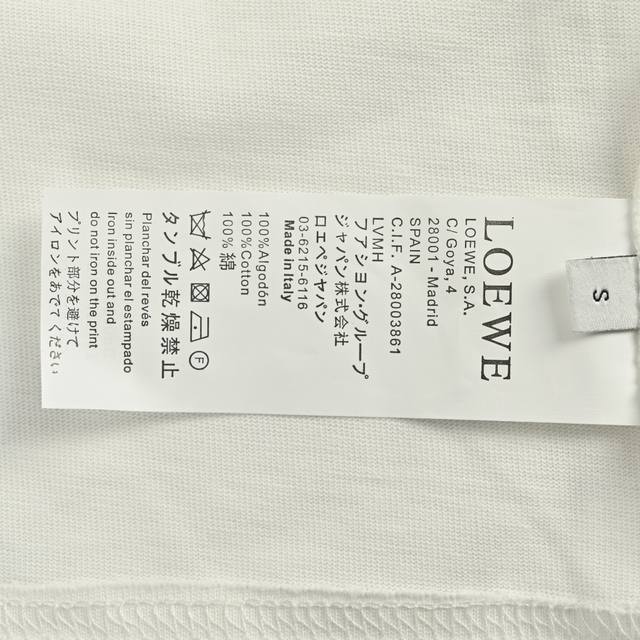 LOEWE
LOEWE, S.A.
C/ Goya, 4
28001 - Madrid
SPAIN
C.I.F. A-28003861
LVMH
ファシヨン・グループ
ジャパン株式会社
ロエベジャパン
03-6215-6116
Made in Italy
100%Algodón
100%Cotton
100%綿
F
タンブル乾燥禁止
Planchar del revés
sin planchar el estampado
Iron inside out and
do not iron on the print
プリント部分を避けて
アイロンをあててください
S